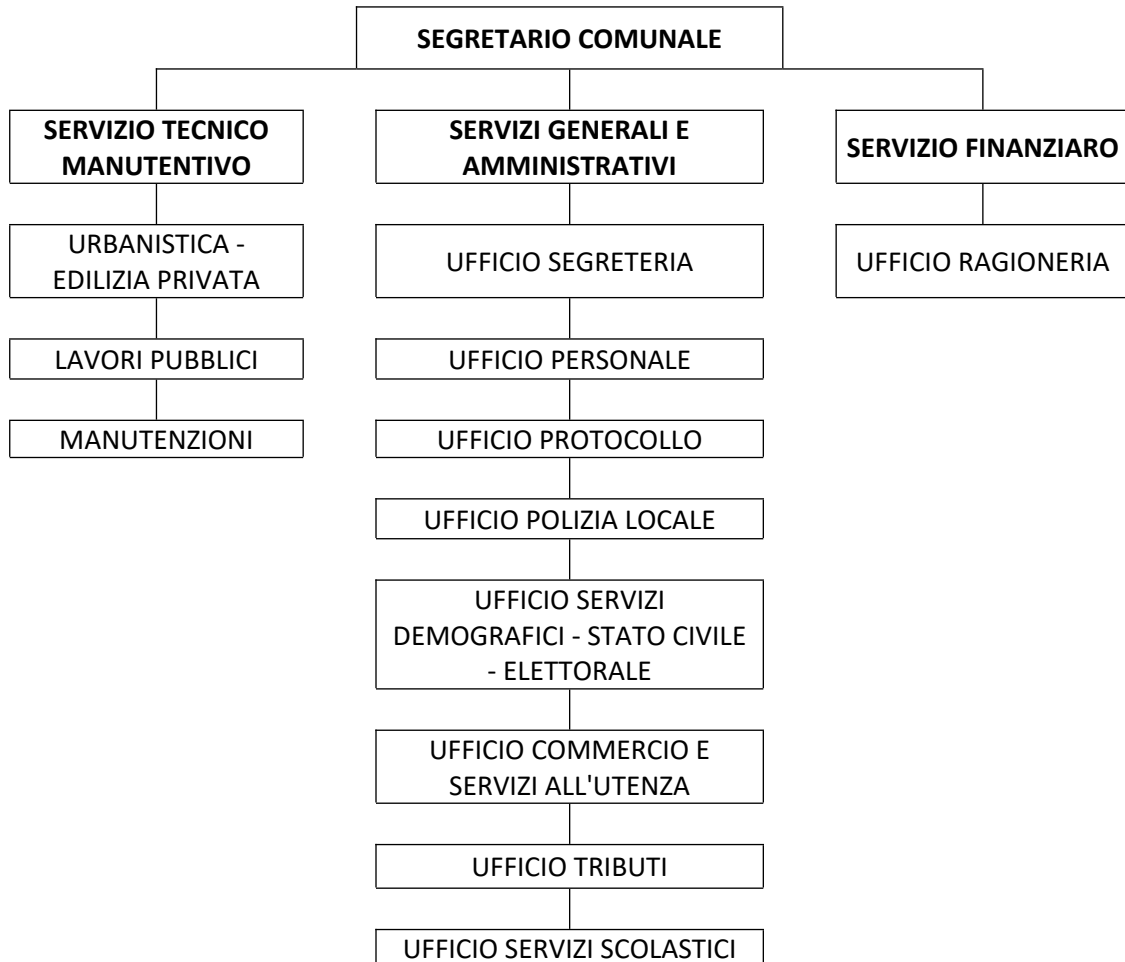 SEGRETARIO COMUNALE
SERVIZIO TECNICO
MANUTENTIVO
SERVIZI GENERALI E
AMMINISTRATIVI
SERVIZIO FINANZIARO
URBANISTICA -
EDILIZIA PRIVATA
UFFICIO SEGRETERIA
UFFICIO RAGIONERIA
LAVORI PUBBLICI
UFFICIO PERSONALE
MANUTENZIONI
UFFICIO PROTOCOLLO
UFFICIO POLIZIA LOCALE
UFFICIO SERVIZI
DEMOGRAFICI - STATO CIVILE
- ELETTORALE
UFFICIO COMMERCIO E
SERVIZI ALL'UTENZA
UFFICIO TRIBUTI
UFFICIO SERVIZI SCOLASTICI